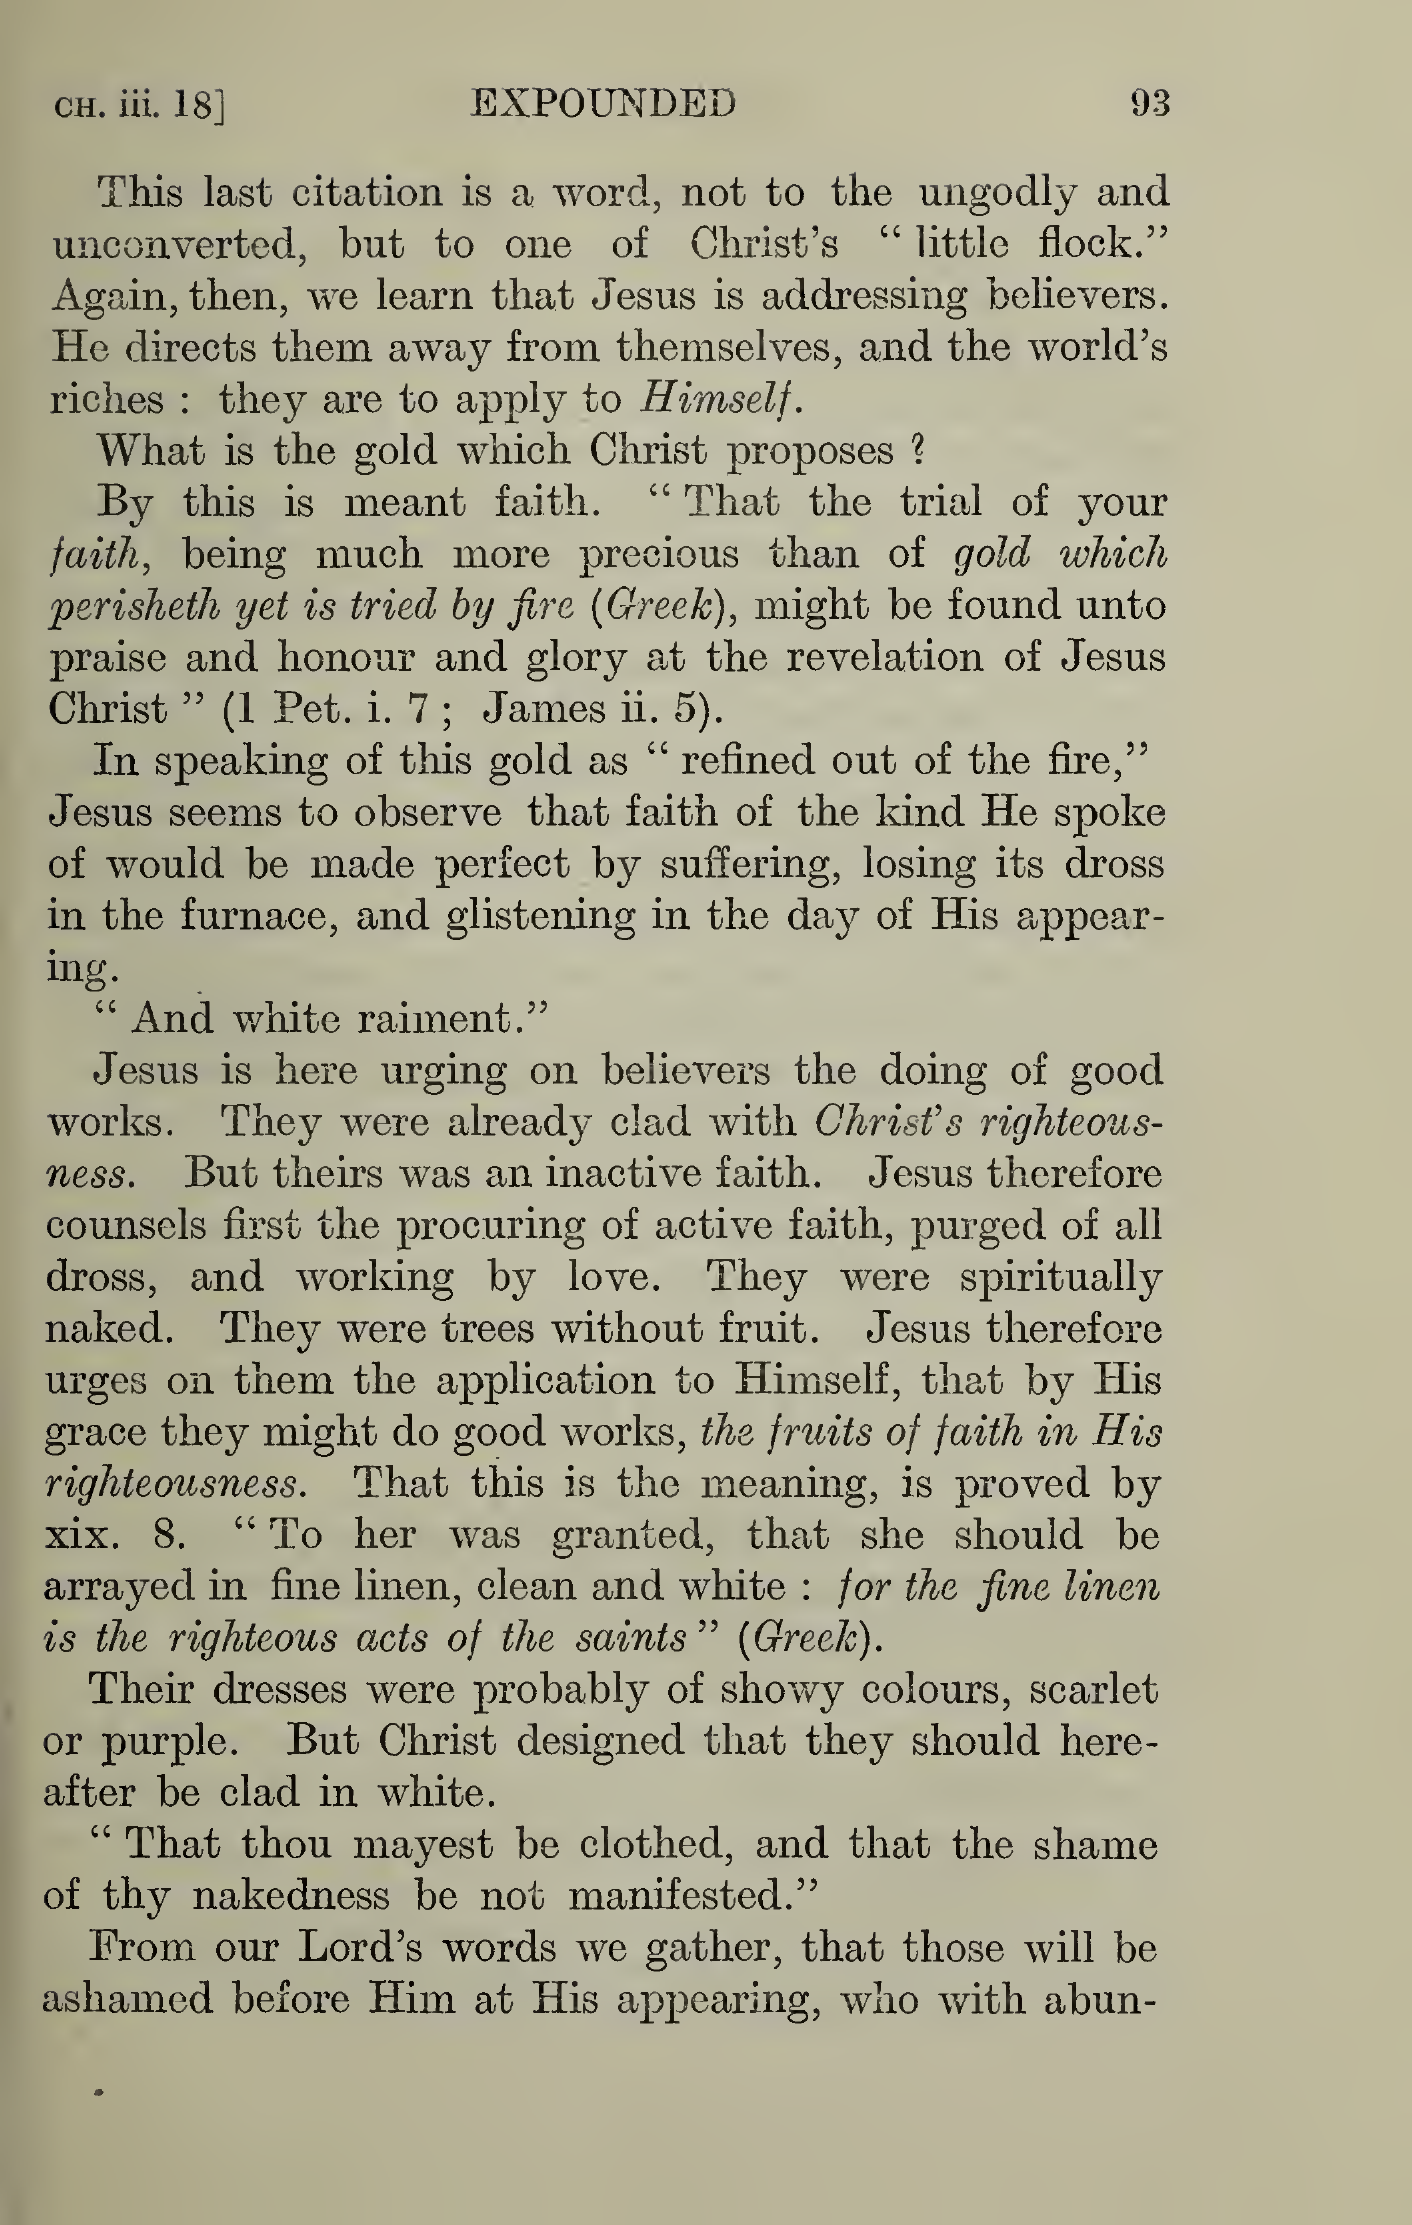 CH. iii. 18] EXPOUNDED 93
This last citation is a word, not to the ungodly and
unconverted, but to one of Christ's “ little flock.”
Again, then, we learn that Jesus is addressing believers.
He directs them away from themselves, and the world's
riches : they are to apply to Himself.
What is the gold which Christ proposes ?
By this is meant faith. “ That the trial of your
faith, being much more precious than of gold which
perisheth yet is tried by fire (Greek), might be found unto
praise and honour and glory at the revelation of Jesus
Christ ” (1 Pet. i. 7 ; James ii. 5).
In speaking of this gold as “ refined out of the fire,”
Jesus seems to observe that faith of the kind He spoke
of would be made perfect by suffering, losing its dross
in the furnace, and glistening in the day of His appear-
ing.
“ And white raiment.”
Jesus is here urging on believers the doing of good
works. They were already clad with Christ's righteous-
ness. But theirs was an inactive faith. Jesus therefore
counsels first the procuring of active faith, purged of all
dross, and working by love. They were spiritually
naked. They were trees without fruit. Jesus therefore
urges on them the application to Himself, that by His
grace they might do good works, the fruits of faith in His
righteousness. That this is the meaning, is proved by
xix. 8. “ To her was granted, that she should be
arrayed in fine linen, clean and white : for the fine linen
is the righteous acts of the saints ” (Greek).
Their dresses were probably of showy colours, scarlet
or purple. But Christ designed that they should here-
after be clad in white.
“ That thou mayest be clothed, and that the shame
of thy nakedness be not manifested.”
From our Lord's words we gather, that those will be
ashamed before Him at His appearing, who with abun-